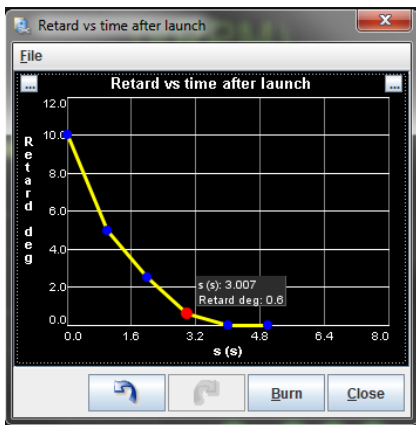 Retard vs time after launch
File
... Retard vs time after launch ...
12.0
10.0
8.0
6.0
4.0
2.0
0.0
Retard deg
s (s): 3.007
Retard deg: 0.6
0.0 1.6 3.2 4.8 6.4 8.0
s (s)
Burn Close